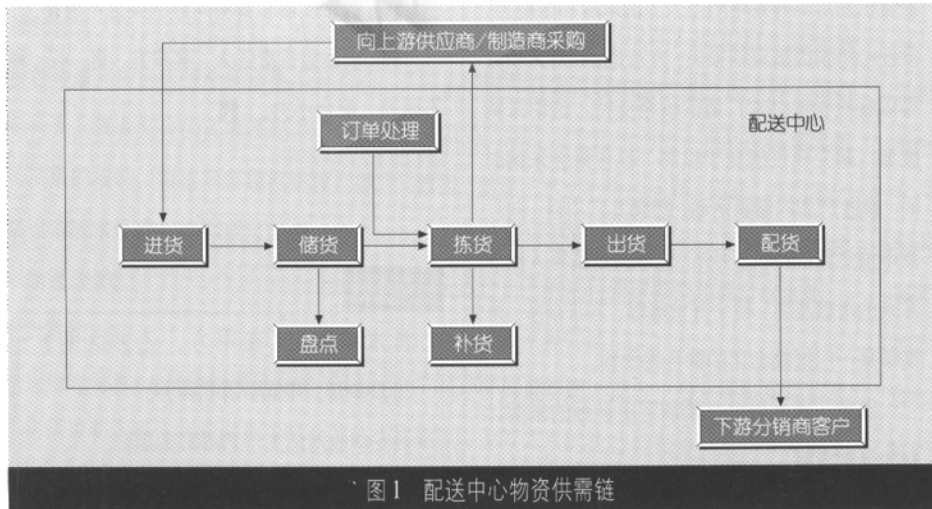 向上游供应商/制造商采购
订单处理
配送中心
进货
储货
拣货
出货
配货
盘点
补货
下游分销商客户
图1 配送中心物资供需链